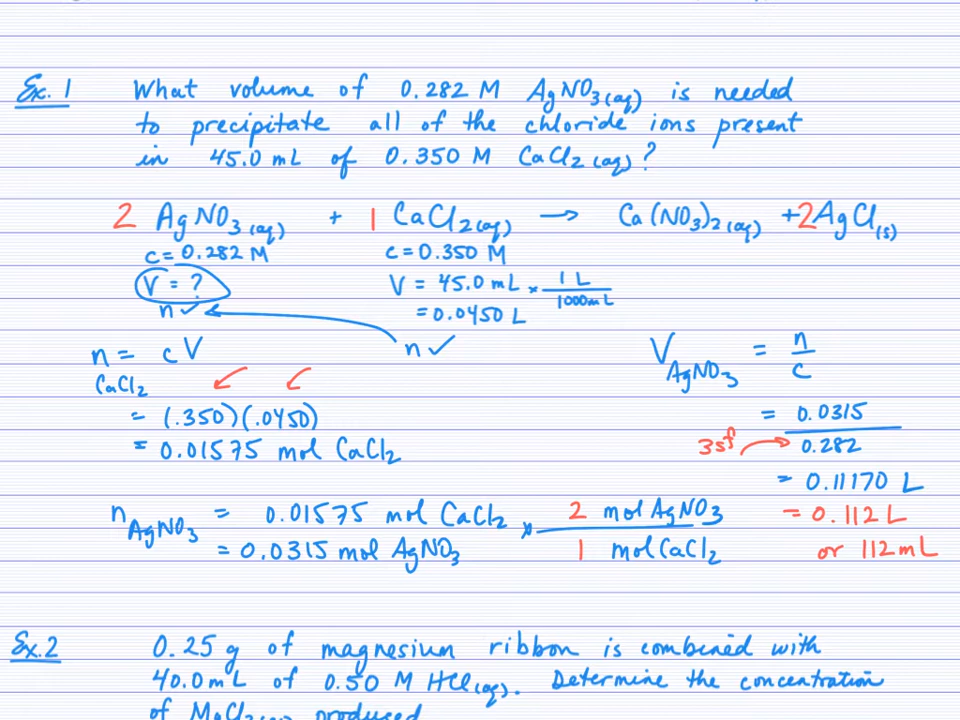 Ex. 1 What volume of 0.282 M AgNO3(aq) is needed
to precipitate all of the chloride ions present
in 45.0 mL of 0.350 M CaCl2(aq)?
2 AgNO3(aq) + 1 CaCl2(aq) → Ca(NO3)2(aq) + 2AgCl(s)
c = 0.282 M c = 0.350 M
V = ? V = 45.0 mL × 1 L / 1000 mL
n ✓ = 0.0450 L
n ✓
n CaCl2 = cV
= (.350)(.0450)
= 0.01575 mol CaCl2
V AgNO3 = n / c
= 0.0315 / 0.282
3sf
= 0.11170 L
= 0.112 L
or 112 mL
n AgNO3 = 0.01575 mol CaCl2 × 2 mol AgNO3 / 1 mol CaCl2
= 0.0315 mol AgNO3
Ex. 2 0.25 g of magnesium ribbon is combined with
40.0 mL of 0.50 M HCl(aq). Determine the concentration
of MgCl2(aq) produced